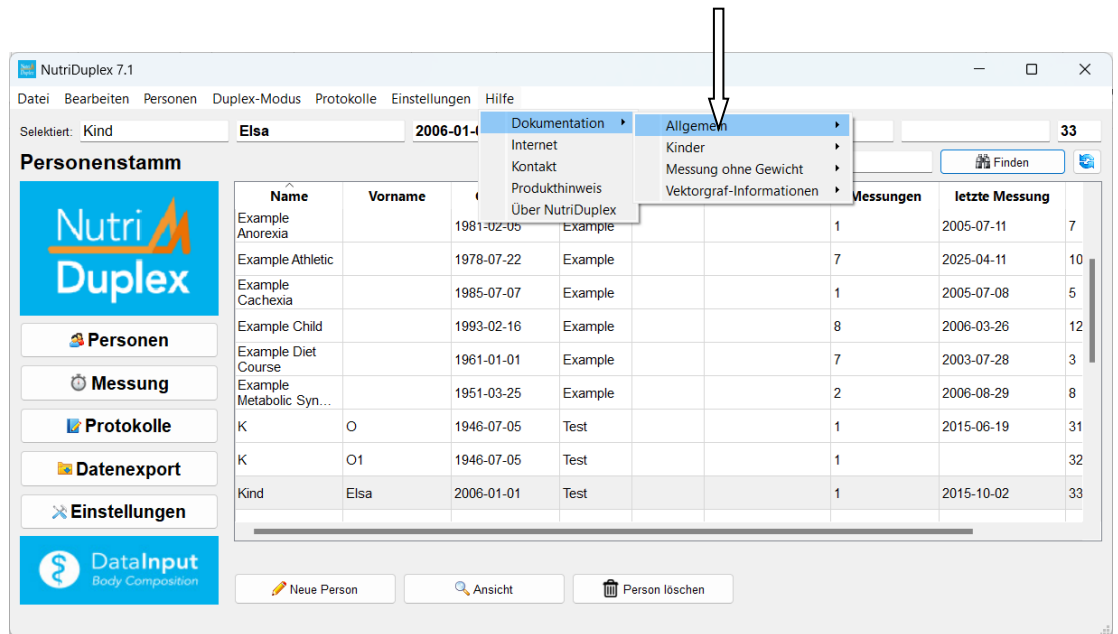 NutriDuplex 7.1
Datei Bearbeiten Personen Duplex-Modus Protokolle Einstellungen Hilfe
Selektiert: Kind Elsa 2006-01- 33
Dokumentation Allgemein
Internet Kinder
Kontakt Messung ohne Gewicht
Produkthinweis Vektorgraf-Informationen
Über NutriDuplex
Personenstamm Finden
Nutri
Duplex
Personen
Messung
Protokolle
Datenexport
Einstellungen
DataInput
Body Composition
Name Vorname Messungen letzte Messung
Example Anorexia 1981-02-05 Example 1 2005-07-11 7
Example Athletic 1978-07-22 Example 7 2025-04-11 10
Example Cachexia 1985-07-07 Example 1 2005-07-08 5
Example Child 1993-02-16 Example 8 2006-03-26 12
Example Diet Course 1961-01-01 Example 7 2003-07-28 3
Example Metabolic Syn... 1951-03-25 Example 2 2006-08-29 8
K O 1946-07-05 Test 1 2015-06-19 31
K O1 1946-07-05 Test 1 32
Kind Elsa 2006-01-01 Test 1 2015-10-02 33
Neue Person Ansicht Person löschen